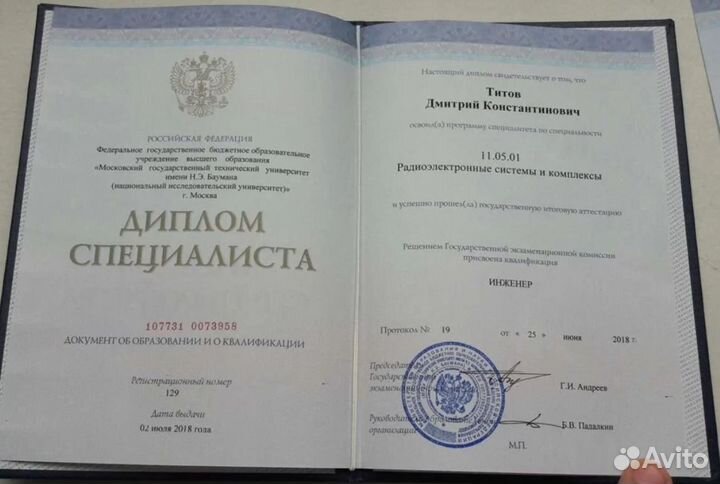 РОССИЙСКАЯ ФЕДЕРАЦИЯ
Федеральное государственное бюджетное образовательное
учреждение высшего образования
«Московский государственный технический университет
имени Н.Э. Баумана
(национальный исследовательский университет)»
г. Москва
ДИПЛОМ
СПЕЦИАЛИСТА
107731 0073958
ДОКУМЕНТ ОБ ОБРАЗОВАНИИ И О КВАЛИФИКАЦИИ
Регистрационный номер
129
Дата выдачи
02 июля 2018 года
Настоящий диплом свидетельствует о том, что
Титов
Дмитрий Константинович
освоил(а) программу специалитета по специальности
11.05.01
Радиоэлектронные системы и комплексы
и успешно прошел(ла) государственную итоговую аттестацию
Решением Государственной экзаменационной комиссии
присвоена квалификация
ИНЖЕНЕР
Протокол № 19 от « 25 » июня 2018 г.
Председатель
Государственной
Г.И. Андреев
Б.В. Падалкин
организации
М.П.
Avito